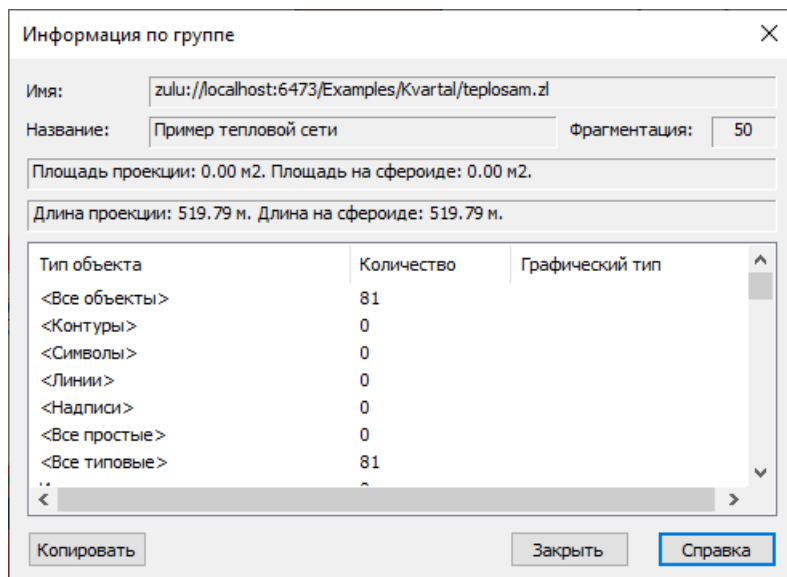 Информация по группе
Имя: zulu://localhost:6473/Examples/Kvartal/teplosam.zl
Название: Пример тепловой сети Фрагментация: 50
Площадь проекции: 0.00 м2. Площадь на сфероиде: 0.00 м2.
Длина проекции: 519.79 м. Длина на сфероиде: 519.79 м.
Тип объекта Количество Графический тип
<Все объекты> 81
<Контуры> 0
<Символы> 0
<Линии> 0
<Надписи> 0
<Все простые> 0
<Все типовые> 81
Копировать Закрыть Справка